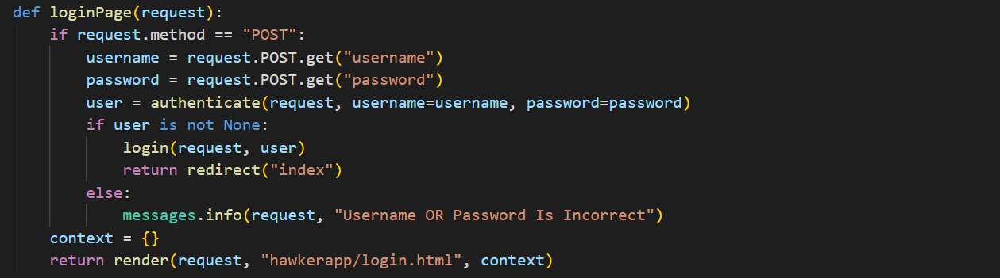 def loginPage(request):
    if request.method == "POST":
        username = request.POST.get("username")
        password = request.POST.get("password")
        user = authenticate(request, username=username, password=password)
        if user is not None:
            login(request, user)
            return redirect("index")
        else:
            messages.info(request, "Username OR Password Is Incorrect")
    context = {}
    return render(request, "hawkerapp/login.html", context)